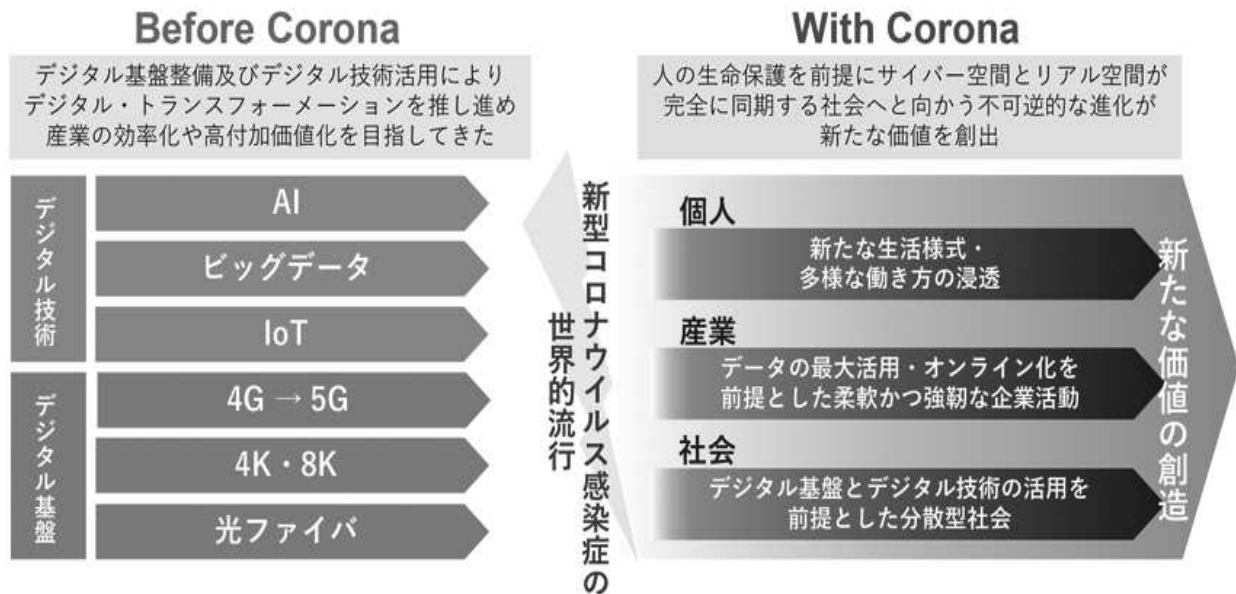 Before Corona
デジタル基盤整備及びデジタル技術活用により
デジタル・トランスフォーメーションを推し進め
産業の効率化や高付加価値化を目指してきた
デジタル技術
AI
ビッグデータ
IoT
デジタル基盤
4G → 5G
4K・8K
光ファイバ
新型コロナウイルス感染症の
世界的流行
With Corona
人の生命保護を前提にサイバー空間とリアル空間が
完全に同期する社会へと向かう不可逆的な進化が
新たな価値を創出
個人
新たな生活様式・
多様な働き方の浸透
産業
データの最大活用・オンライン化を
前提とした柔軟かつ強靭な企業活動
社会
デジタル基盤とデジタル技術の活用を
前提とした分散型社会
新たな価値の創造